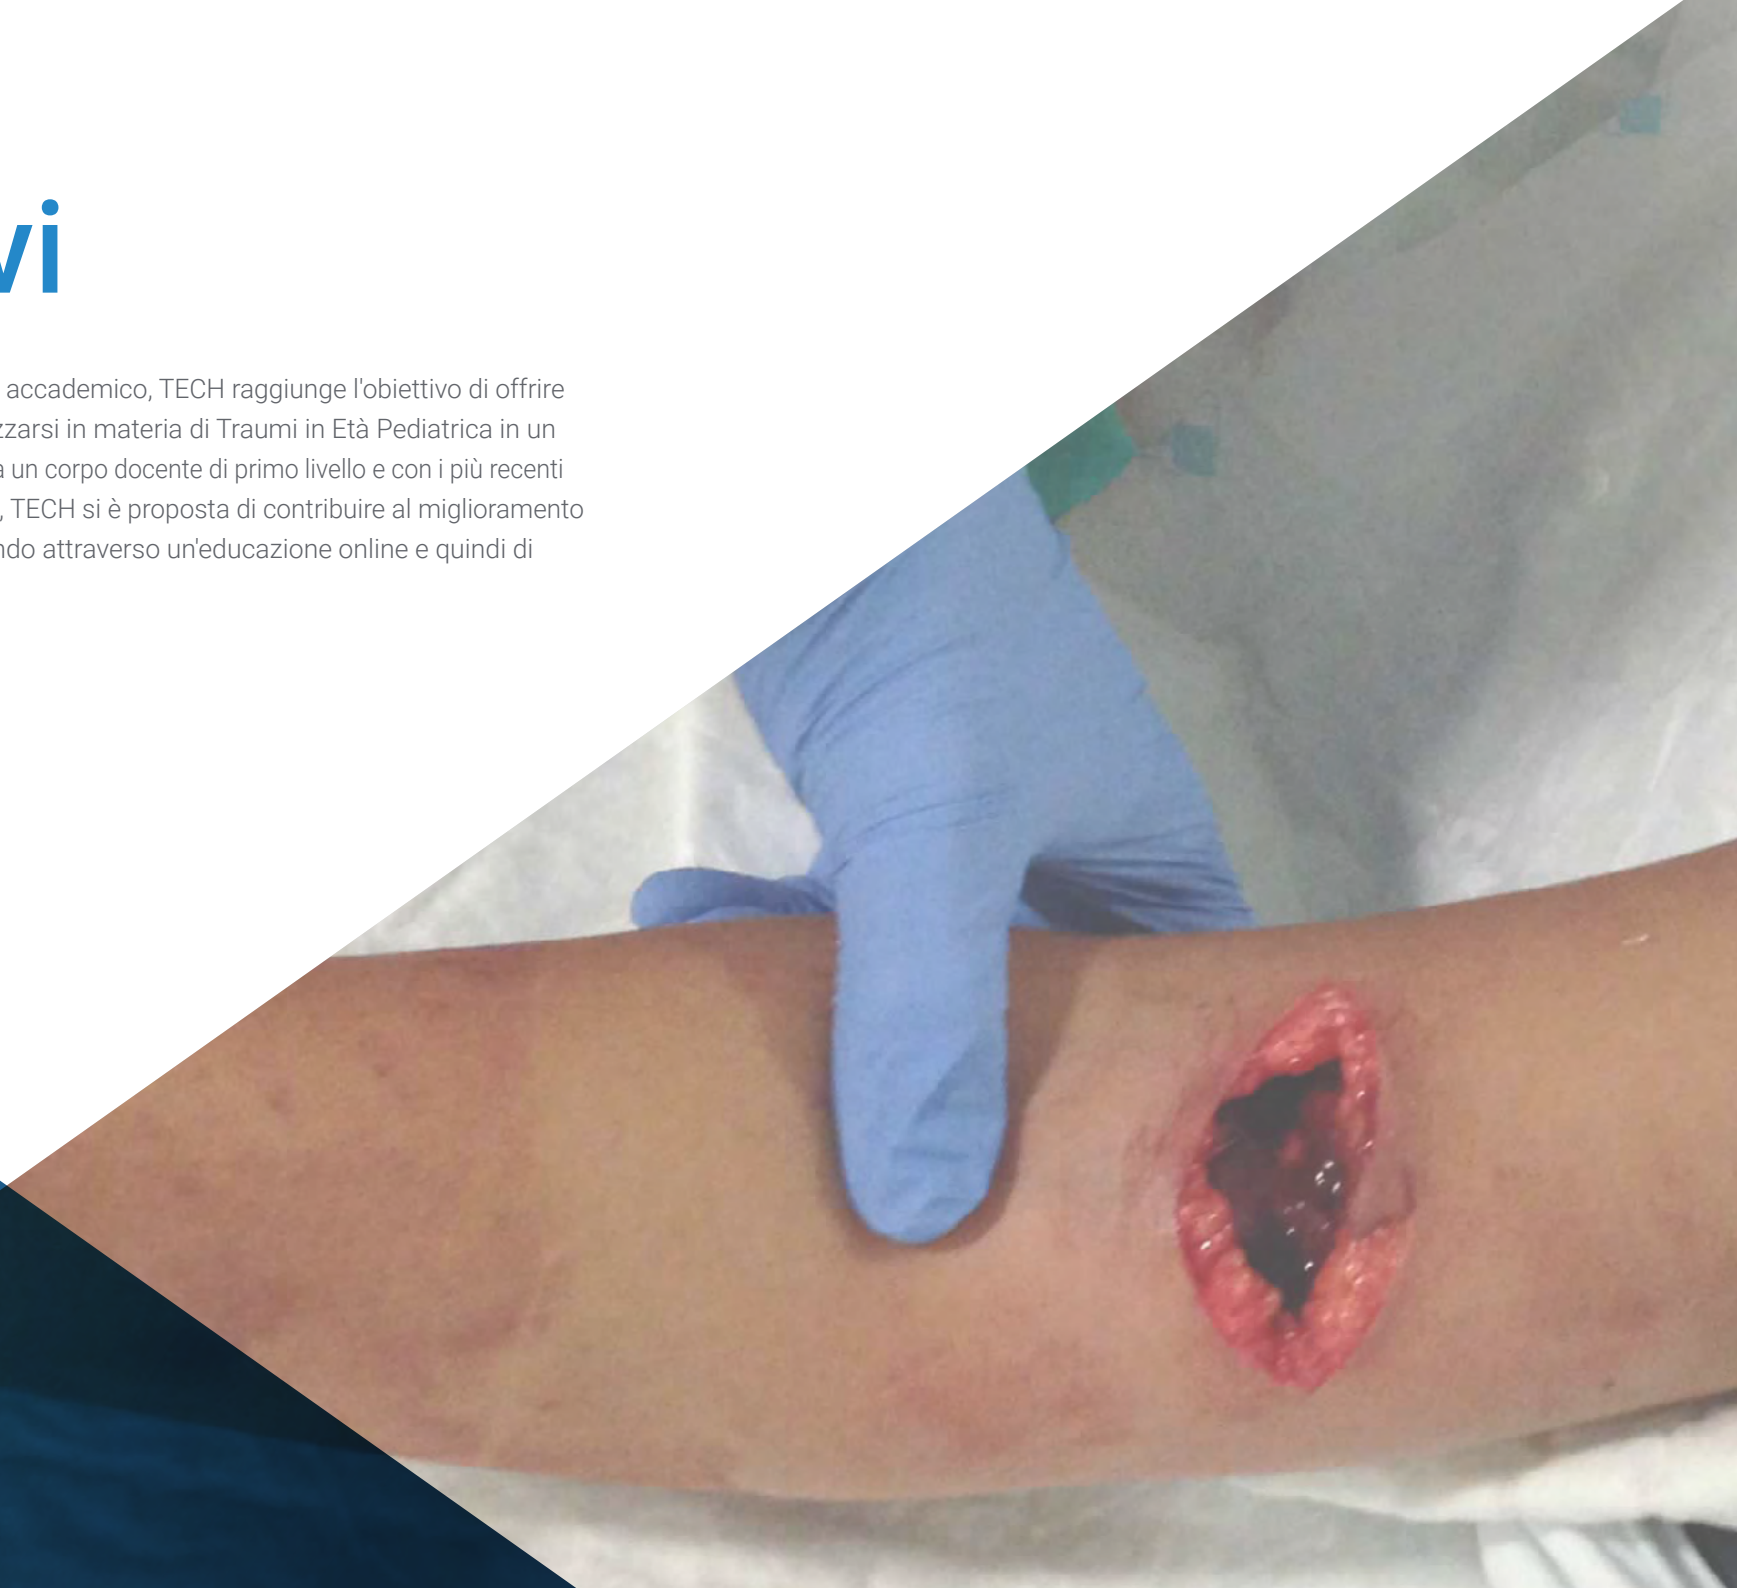 vi
accademico, TECH raggiunge l'obiettivo di offrire
zzarsi in materia di Traumi in Età Pediatrica in un
a un corpo docente di primo livello e con i più recenti
, TECH si è proposta di contribuire al miglioramento
ndo attraverso un'educazione online e quindi di